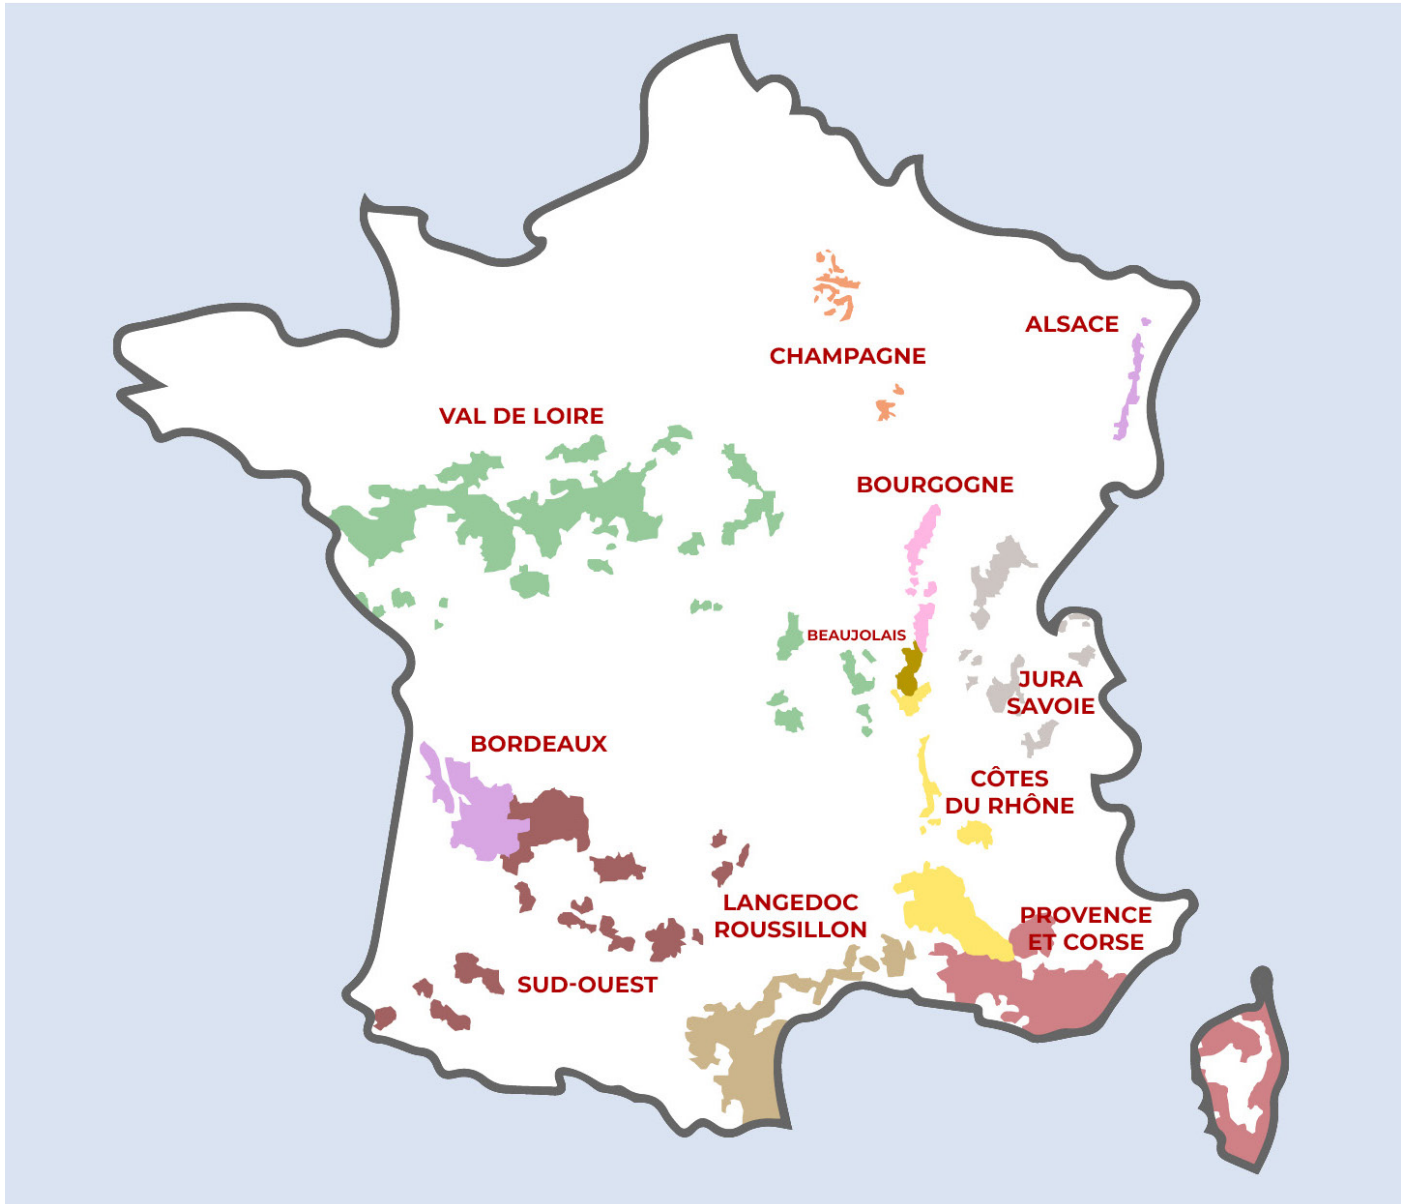 ALSACE
CHAMPAGNE
VAL DE LOIRE
BOURGOGNE
BEAUJOLAIS
JURA
SAVOIE
BORDEAUX
CÔTES
DU RHÔNE
LANGEDOC
ROUSSILLON
PROVENCE
ET CORSE
SUD-OUEST